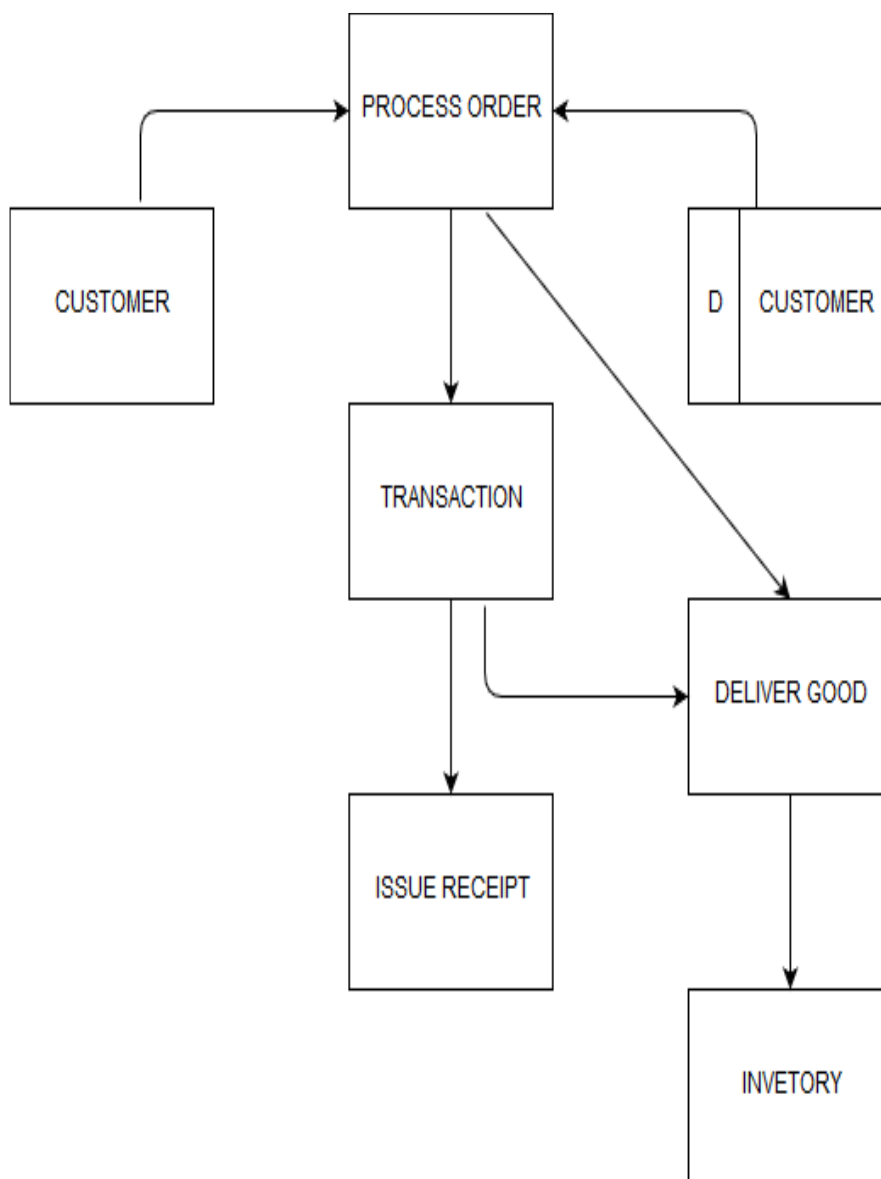 PROCESS ORDER
CUSTOMER
D CUSTOMER
TRANSACTION
DELIVER GOOD
ISSUE RECEIPT
INVETORY